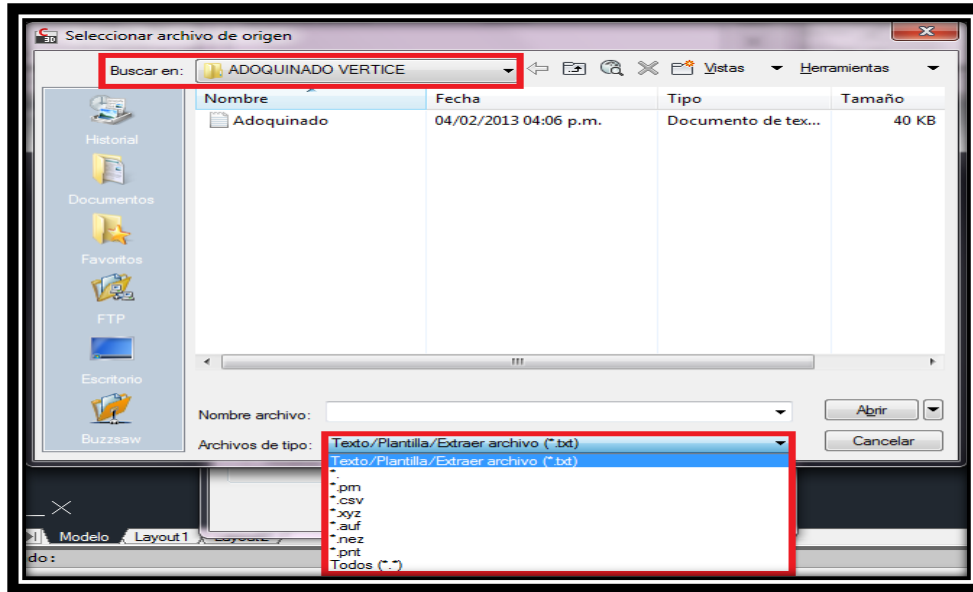 C
3D
Seleccionar archivo de origen
Buscar en: ADOQUINADO VERTICE
Vistas
Herramientas
Nombre Fecha Tipo Tamaño
Adoquinado 04/02/2013 04:06 p.m. Documento de tex... 40 KB
Historial
Documentos
Favoritos
FTP
Escritorio
Buzzsaw
Nombre archivo:
Abrir
Archivos de tipo: Texto/Plantilla/Extraer archivo (*.txt)
Cancelar
Texto/Plantilla/Extraer archivo (*.txt)
*.
*.prn
*.csv
*.xyz
*.auf
*.nez
*.pnt
Todos (*.*)
Modelo Layout1
do: